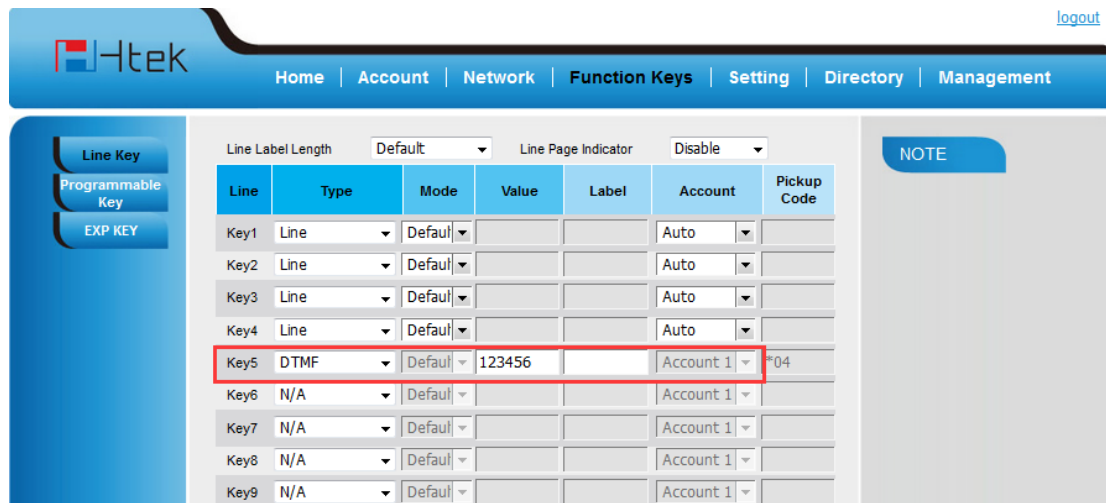 logout
Htek
Home | Account | Network | Function Keys | Setting | Directory | Management
Line Key
Programmable Key
EXP KEY
Line Label Length Default Line Page Indicator Disable
NOTE
Line Type Mode Value Label Account Pickup Code
Key1 Line Defaul Auto
Key2 Line Defaul Auto
Key3 Line Defaul Auto
Key4 Line Defaul Auto
Key5 DTMF Defaul 123456 Account 1 *04
Key6 N/A Defaul Account 1
Key7 N/A Defaul Account 1
Key8 N/A Defaul Account 1
Key9 N/A Defaul Account 1